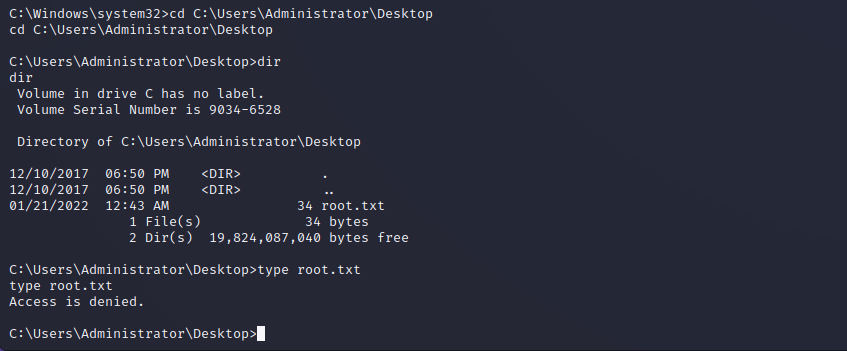 C:\Windows\system32>cd C:\Users\Administrator\Desktop
cd C:\Users\Administrator\Desktop
C:\Users\Administrator\Desktop>dir
dir
 Volume in drive C has no label.
 Volume Serial Number is 9034-6528
 Directory of C:\Users\Administrator\Desktop
12/10/2017  06:50 PM    <DIR>          .
12/10/2017  06:50 PM    <DIR>          ..
01/21/2022  12:43 AM                34 root.txt
               1 File(s)             34 bytes
               2 Dir(s)  19,824,087,040 bytes free
C:\Users\Administrator\Desktop>type root.txt
type root.txt
Access is denied.
C:\Users\Administrator\Desktop>